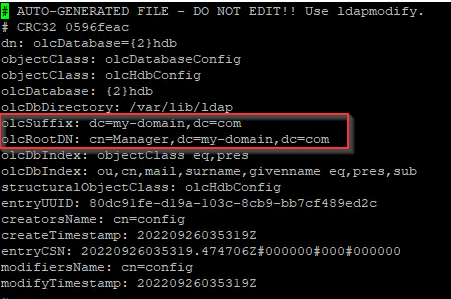 # AUTO-GENERATED FILE - DO NOT EDIT!! Use ldapmodify.
# CRC32 0596feac
dn: olcDatabase={2}hdb
objectClass: olcDatabaseConfig
objectClass: olcHdbConfig
olcDatabase: {2}hdb
olcDbDirectory: /var/lib/ldap
olcSuffix: dc=my-domain,dc=com
olcRootDN: cn=Manager,dc=my-domain,dc=com
olcDbIndex: objectClass eq,pres
olcDbIndex: ou,cn,mail,surname,givenname eq,pres,sub
structuralObjectClass: olcHdbConfig
entryUUID: 80dc91fe-d19a-103c-8cb9-bb7cf489ed2c
creatorsName: cn=config
createTimestamp: 20220926035319Z
entryCSN: 20220926035319.474706Z#000000#000#000000
modifiersName: cn=config
modifyTimestamp: 20220926035319Z